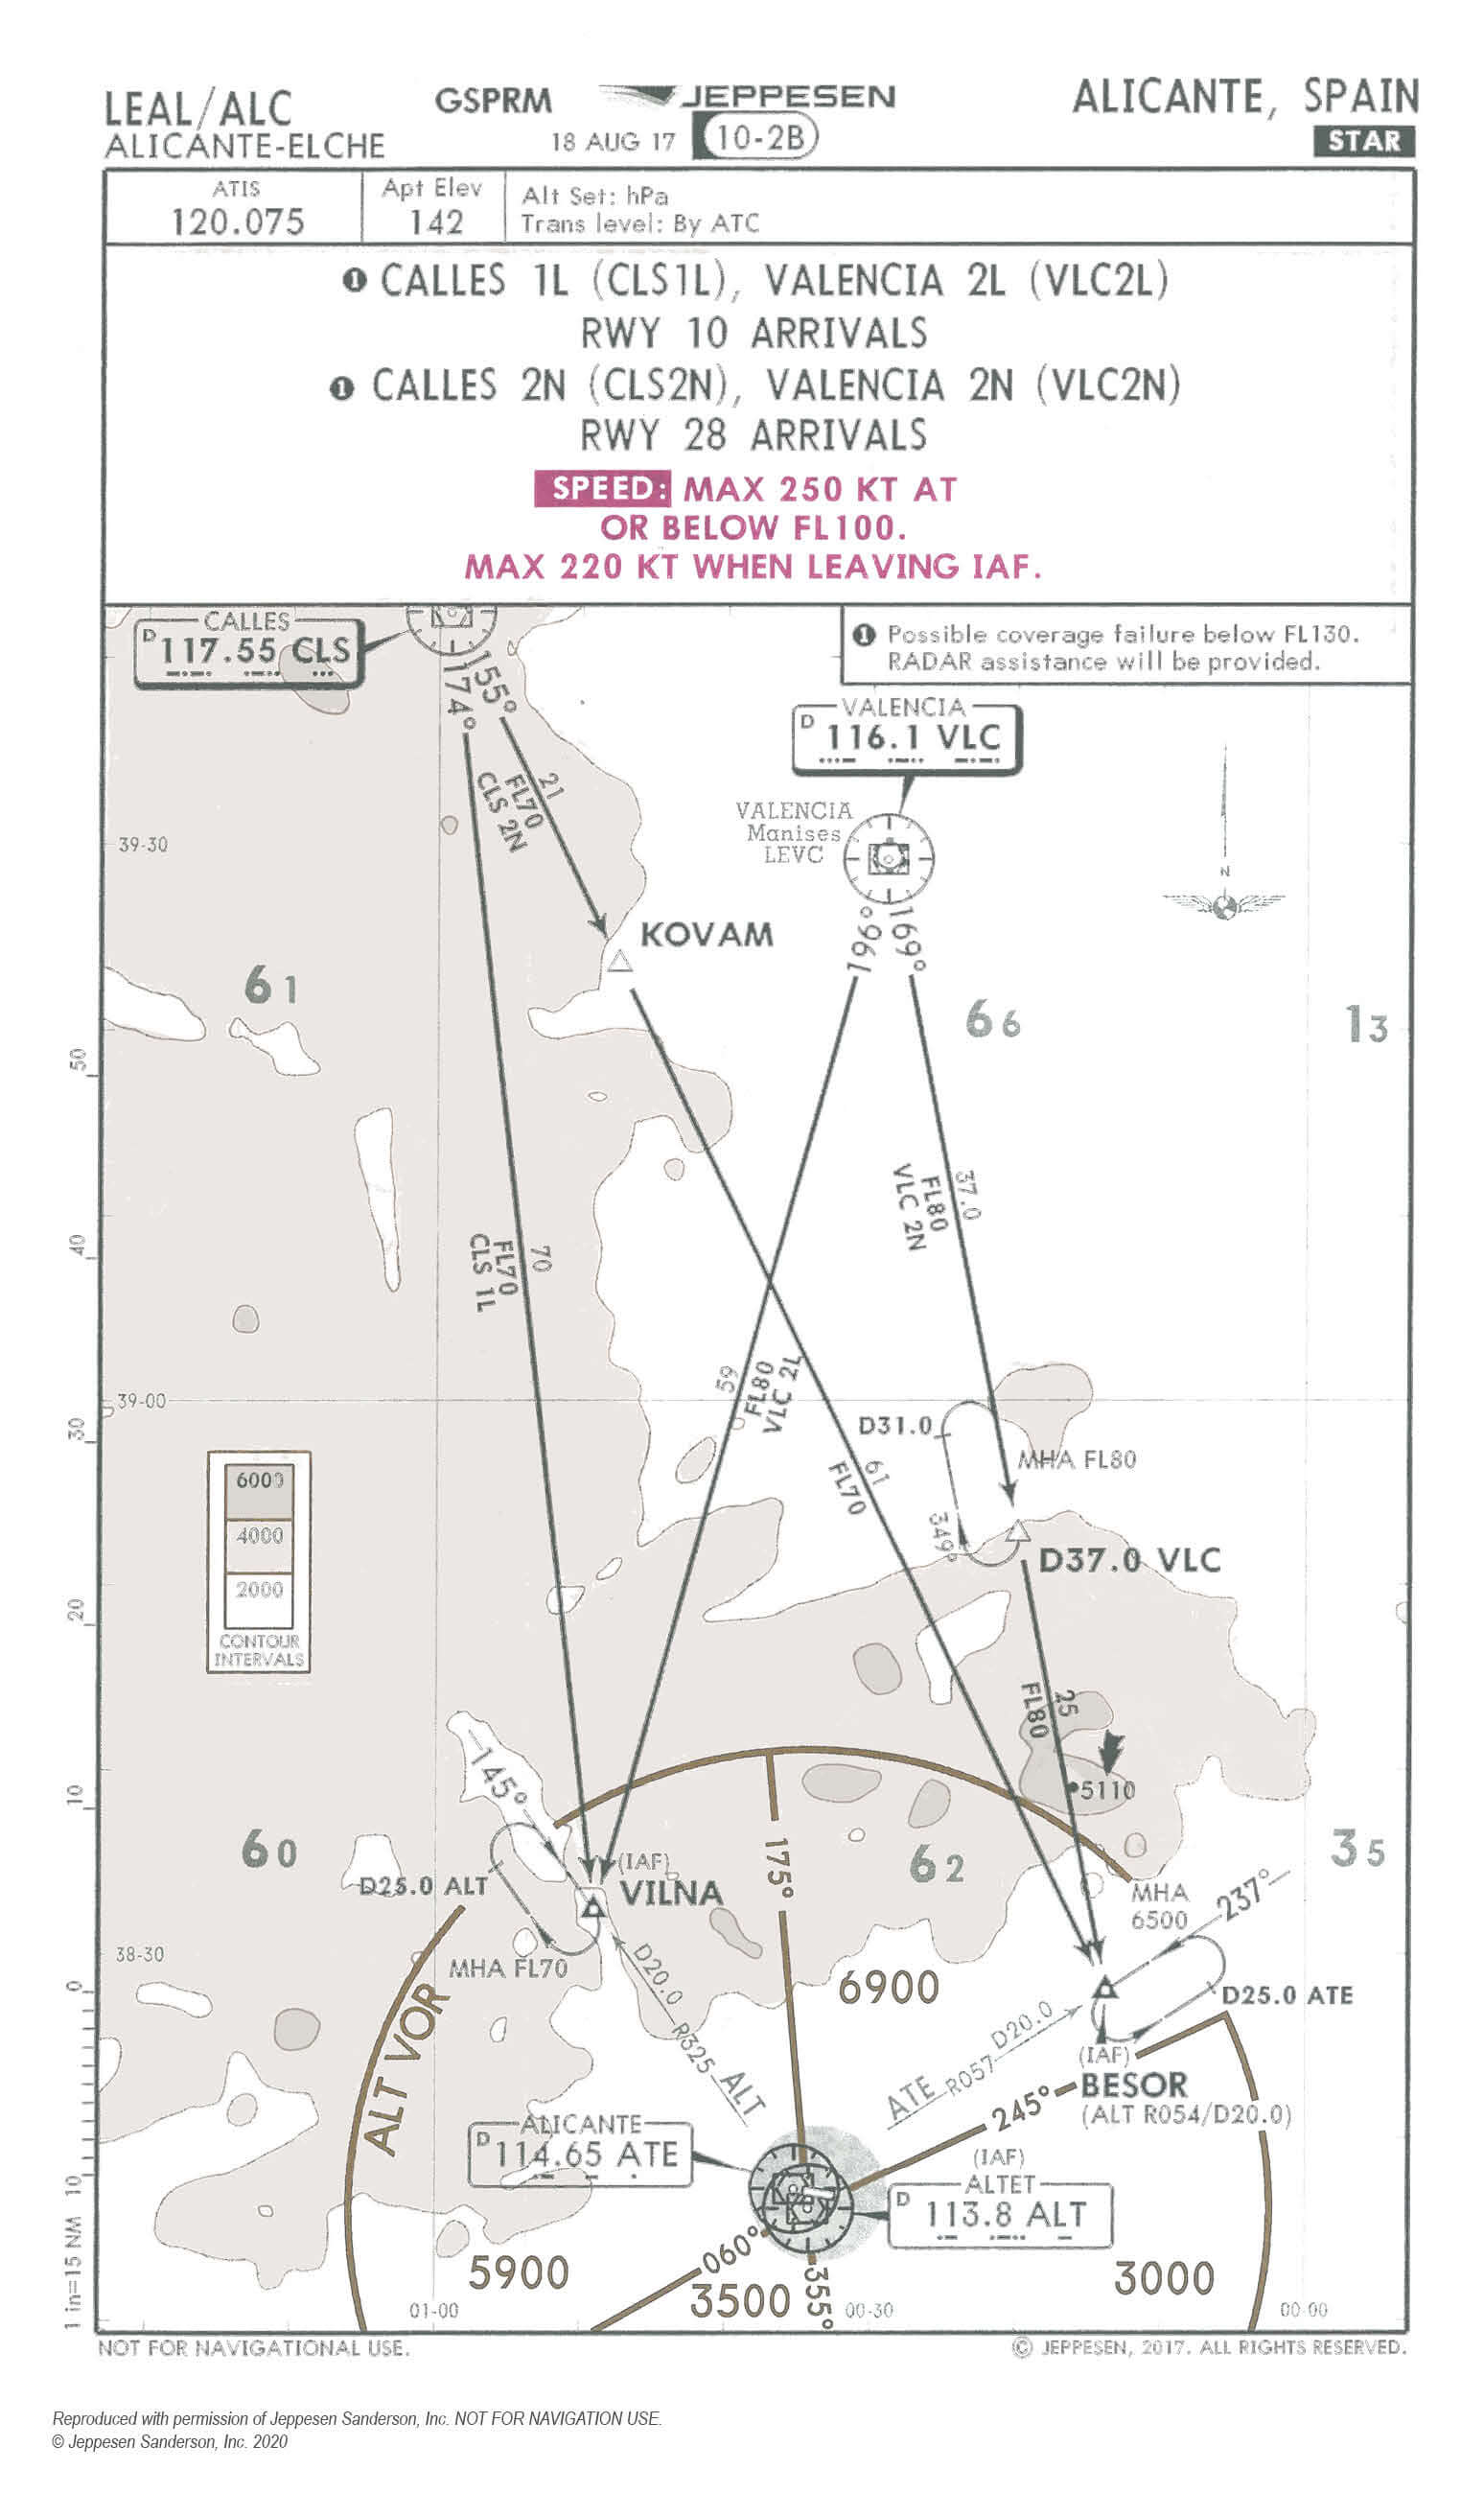 LEAL/ALC
ALICANTE-ELCHE
GSPRM
JEPPESEN
18 AUG 17
10-2B
ALICANTE, SPAIN
STAR
ATIS
120.075
Apt Elev
142
Alt Set: hPa
Trans level: By ATC
❶ CALLES 1L (CLS1L), VALENCIA 2L (VLC2L)
RWY 10 ARRIVALS
❶ CALLES 2N (CLS2N), VALENCIA 2N (VLC2N)
RWY 28 ARRIVALS
SPEED: MAX 250 KT AT
OR BELOW FL100.
MAX 220 KT WHEN LEAVING IAF.
CALLES
D 117.55 CLS
❶ Possible coverage failure below FL130.
RADAR assistance will be provided.
155°
174°
VALENCIA
D 116.1 VLC
21
FL70
CLS 2N
VALENCIA
Manises
LEVC
39-30
N
196°
169°
KOVAM
61
66
13
50
37.0
FL80
VLC 2N
40
70
FL70
CLS 1L
59
FL80
VLC 2L
39-00
30
D31.0
MHA FL80
61
FL70
6000
4000
2000
CONTOUR
INTERVALS
349°
D37.0 VLC
20
25
FL80
145°
10
5110
60
(IAF)
VILNA
D25.0 ALT
175°
62
35
MHA
6500
237°
38-30
MHA FL70
D20.0
R325
ALT
6900
0
D25.0 ATE
ALT VOR
D20.0
R057
ATE
(IAF)
BESOR
(ALT R054/D20.0)
245°
ALICANTE
D 114.65 ATE
(IAF)
ALTET
D 113.8 ALT
10
060°
5900
3500
355°
3000
1 in=15 NM
01-00
00-30
00-00
NOT FOR NAVIGATIONAL USE.
© JEPPESEN, 2017. ALL RIGHTS RESERVED.
Reproduced with permission of Jeppesen Sanderson, Inc. NOT FOR NAVIGATION USE.
© Jeppesen Sanderson, Inc. 2020